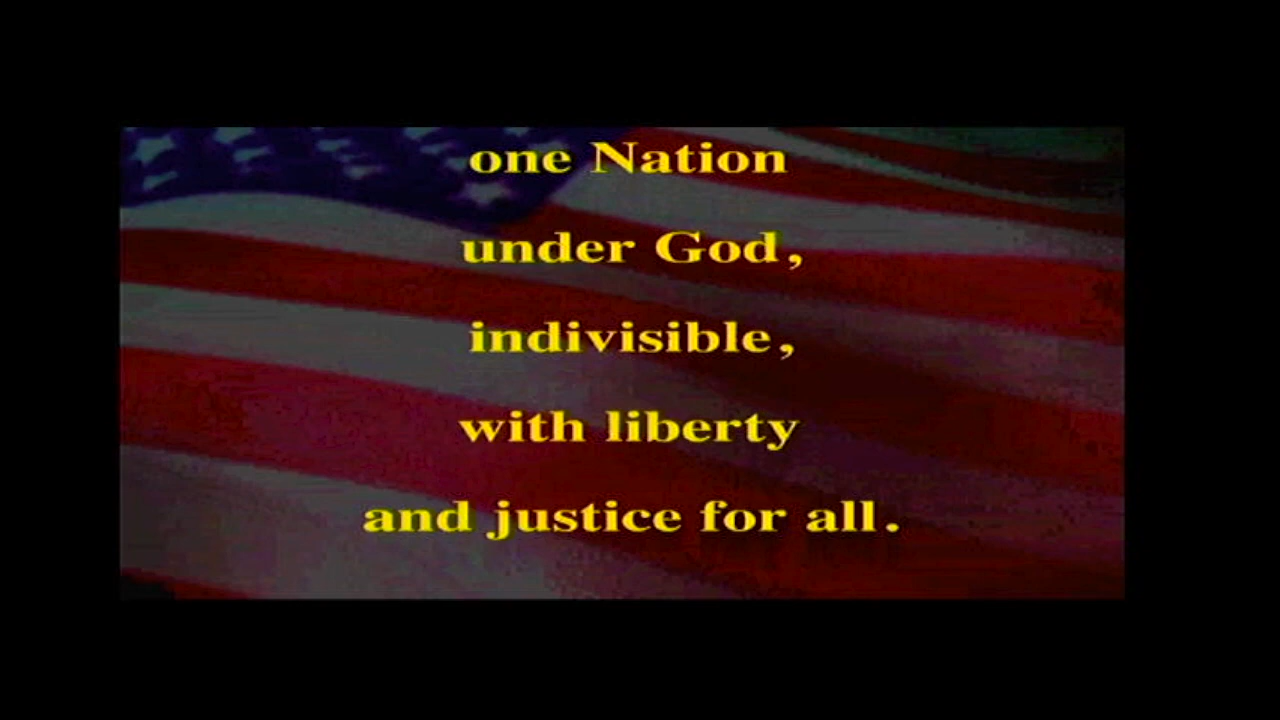 one Nation
under God,
indivisible,
with liberty
and justice for all.